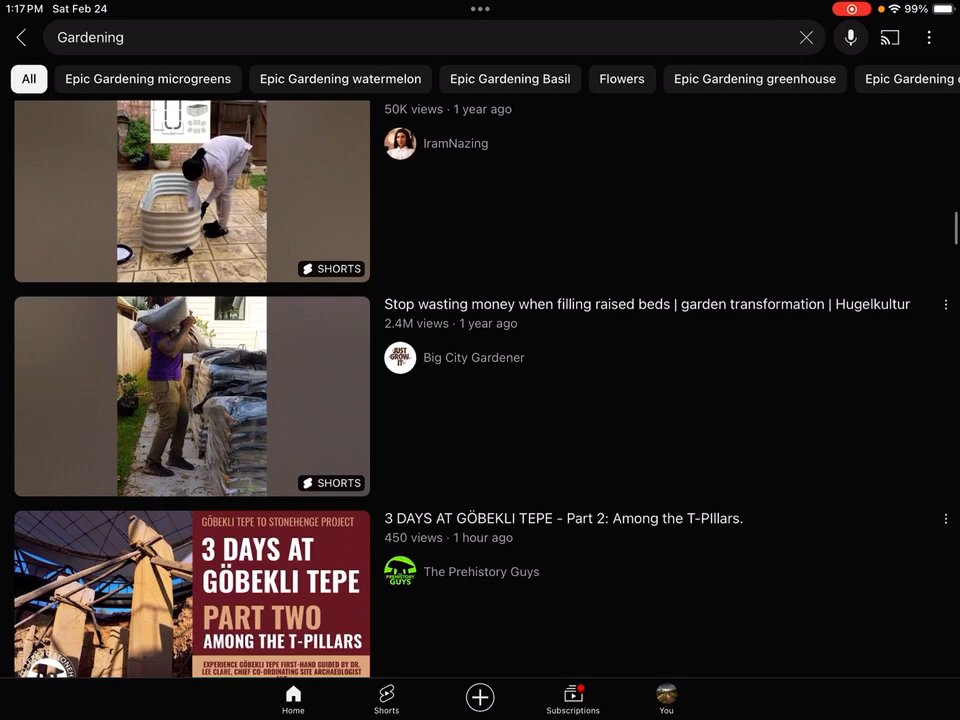 1:17 PM Sat Feb 24
99%
Gardening
All
Epic Gardening microgreens
Epic Gardening watermelon
Epic Gardening Basil
Flowers
Epic Gardening greenhouse
Epic Gardening
50K views · 1 year ago
IramNazing
SHORTS
Stop wasting money when filling raised beds | garden transformation | Hugelkultur
2.4M views · 1 year ago
JUST GROW IT
Big City Gardener
SHORTS
GÖBEKLI TEPE TO STONEHENGE PROJECT
3 DAYS AT
GÖBEKLI TEPE
PART TWO
AMONG THE T-PILLARS
EXPERIENCE GÖBEKLI TEPE FIRST-HAND GUIDED BY DR.
LEE CLARE, CHIEF CO-ORDINATING SITE ARCHAEOLOGIST
3 DAYS AT GÖBEKLI TEPE - Part 2: Among the T-PIllars.
450 views · 1 hour ago
PREHISTORY GUYS
The Prehistory Guys
Home
Shorts
Subscriptions
You